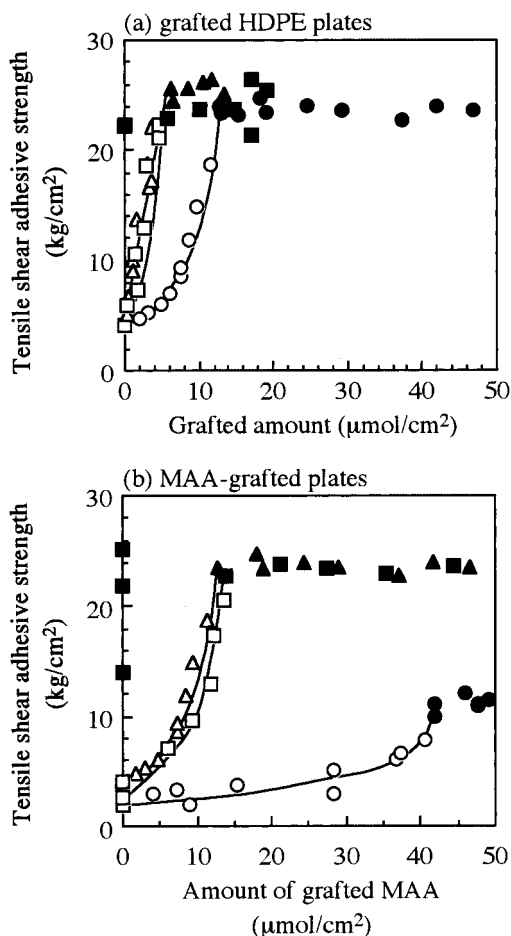 (a) grafted HDPE plates
30
20
10
0
0 10 20 30 40 50
Tensile shear adhesive strength
(kg/cm²)
Grafted amount (μmol/cm²)
(b) MAA-grafted plates
30
20
10
0
0 10 20 30 40 50
Tensile shear adhesive strength
(kg/cm²)
Amount of grafted MAA
(μmol/cm²)